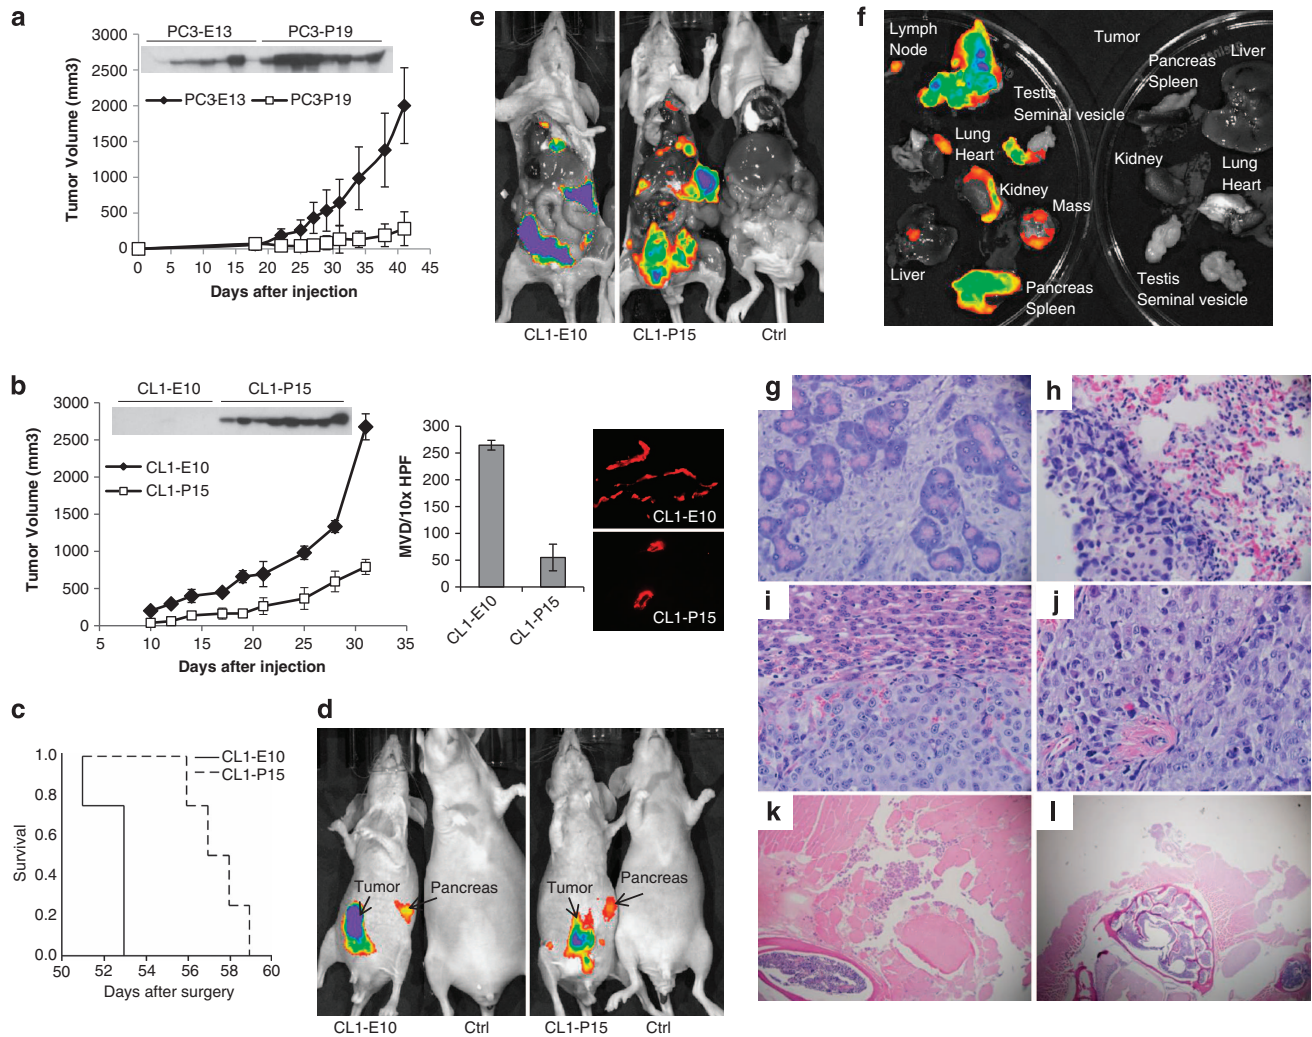 a
PC3-E13 PC3-P19
PC3-E13 PC3-P19
Tumor Volume (mm3)
3000
2500
2000
1500
1000
500
0
0 5 10 15 20 25 30 35 40 45
Days after injection
b
CL1-E10 CL1-P15
CL1-E10
CL1-P15
Tumor Volume (mm3)
3000
2500
2000
1500
1000
500
0
5 10 15 20 25 30 35
Days after injection
MVD/10x HPF
300
250
200
150
100
50
0
CL1-E10
CL1-P15
CL1-E10
CL1-P15
c
CL1-E10
CL1-P15
Survival
1.0
0.8
0.6
0.4
0.2
0.0
50 52 54 56 58 60
Days after surgery
d
Tumor
Pancreas
Tumor
Pancreas
CL1-E10 Ctrl CL1-P15 Ctrl
e
CL1-E10 CL1-P15 Ctrl
f
Lymph
Node
Tumor
Testis
Seminal vesicle
Lung
Heart
Kidney
Mass
Liver
Pancreas
Spleen
Pancreas
Spleen
Liver
Kidney
Lung
Heart
Testis
Seminal vesicle
g
h
i
j
k
l